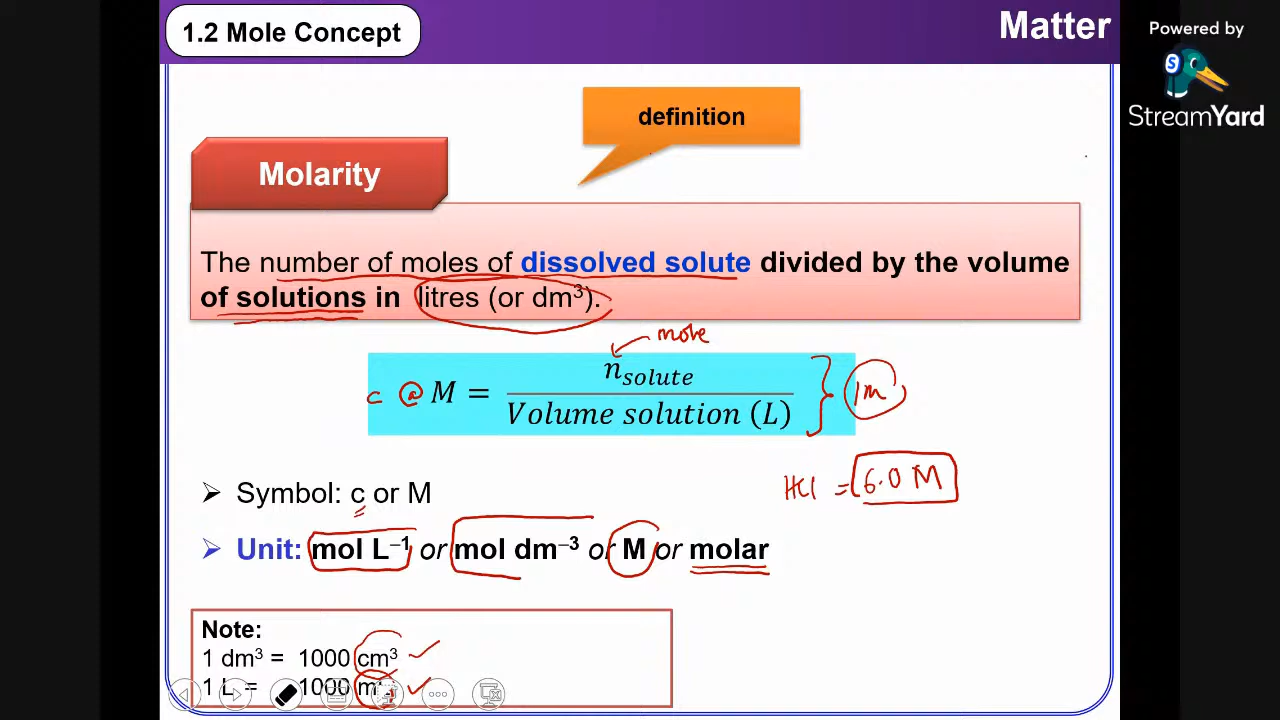 1.2 Mole Concept
Matter
Powered by
StreamYard
definition
Molarity
The number of moles of dissolved solute divided by the volume
of solutions in litres (or dm³).
mole
c @ M = n_solute / Volume solution (L) } 1M
HCl = 6.0 M
➤ Symbol: c or M
➤ Unit: mol L⁻¹ or mol dm⁻³ or M or molar
Note:
1 dm³ = 1000 cm³
1 L = 1000